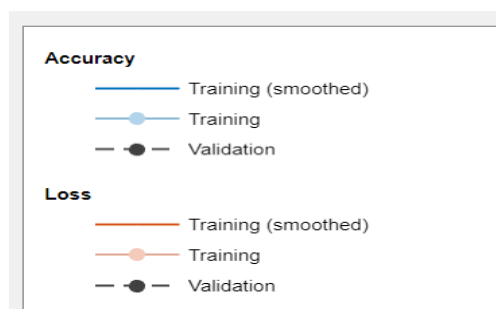 Accuracy
Training (smoothed)
Training
Validation
Loss
Training (smoothed)
Training
Validation